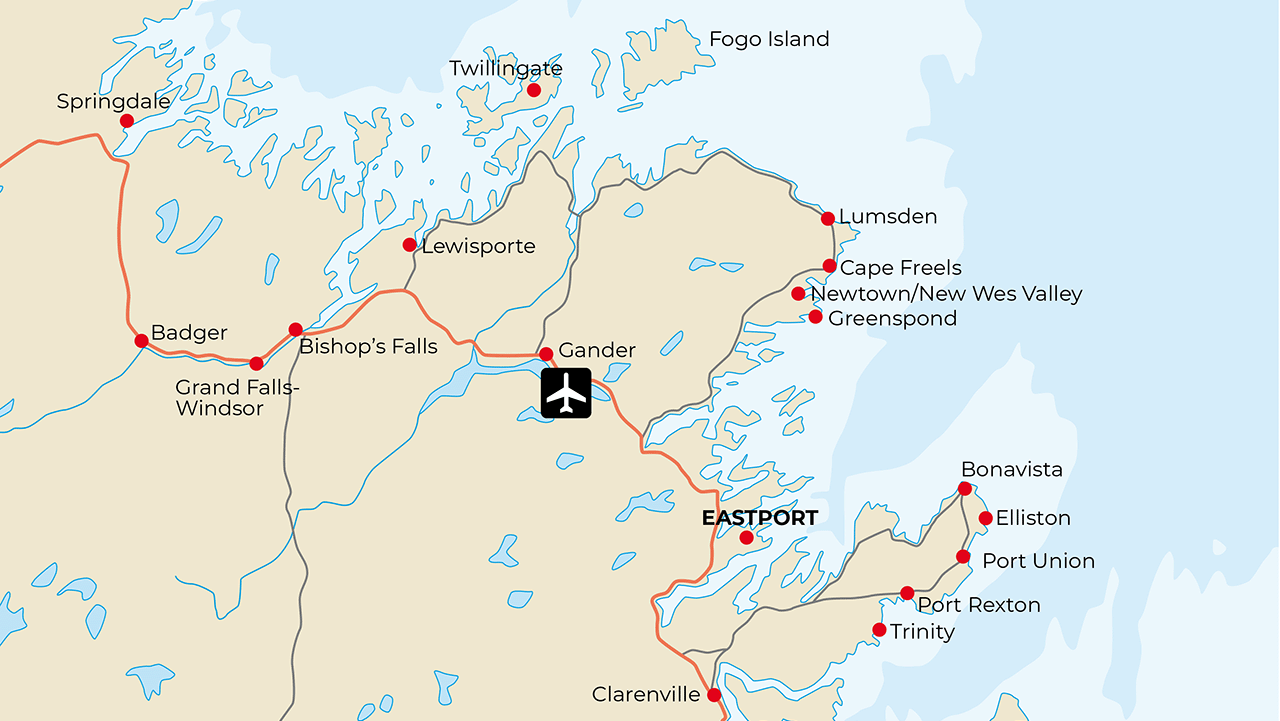 Fogo Island
Twillingate
Springdale
Lumsden
Lewisporte
Cape Freels
Newtown/New Wes Valley
Greenspond
Badger
Bishop's Falls
Gander
Grand Falls-
Windsor
Bonavista
EASTPORT
Elliston
Port Union
Port Rexton
Trinity
Clarenville